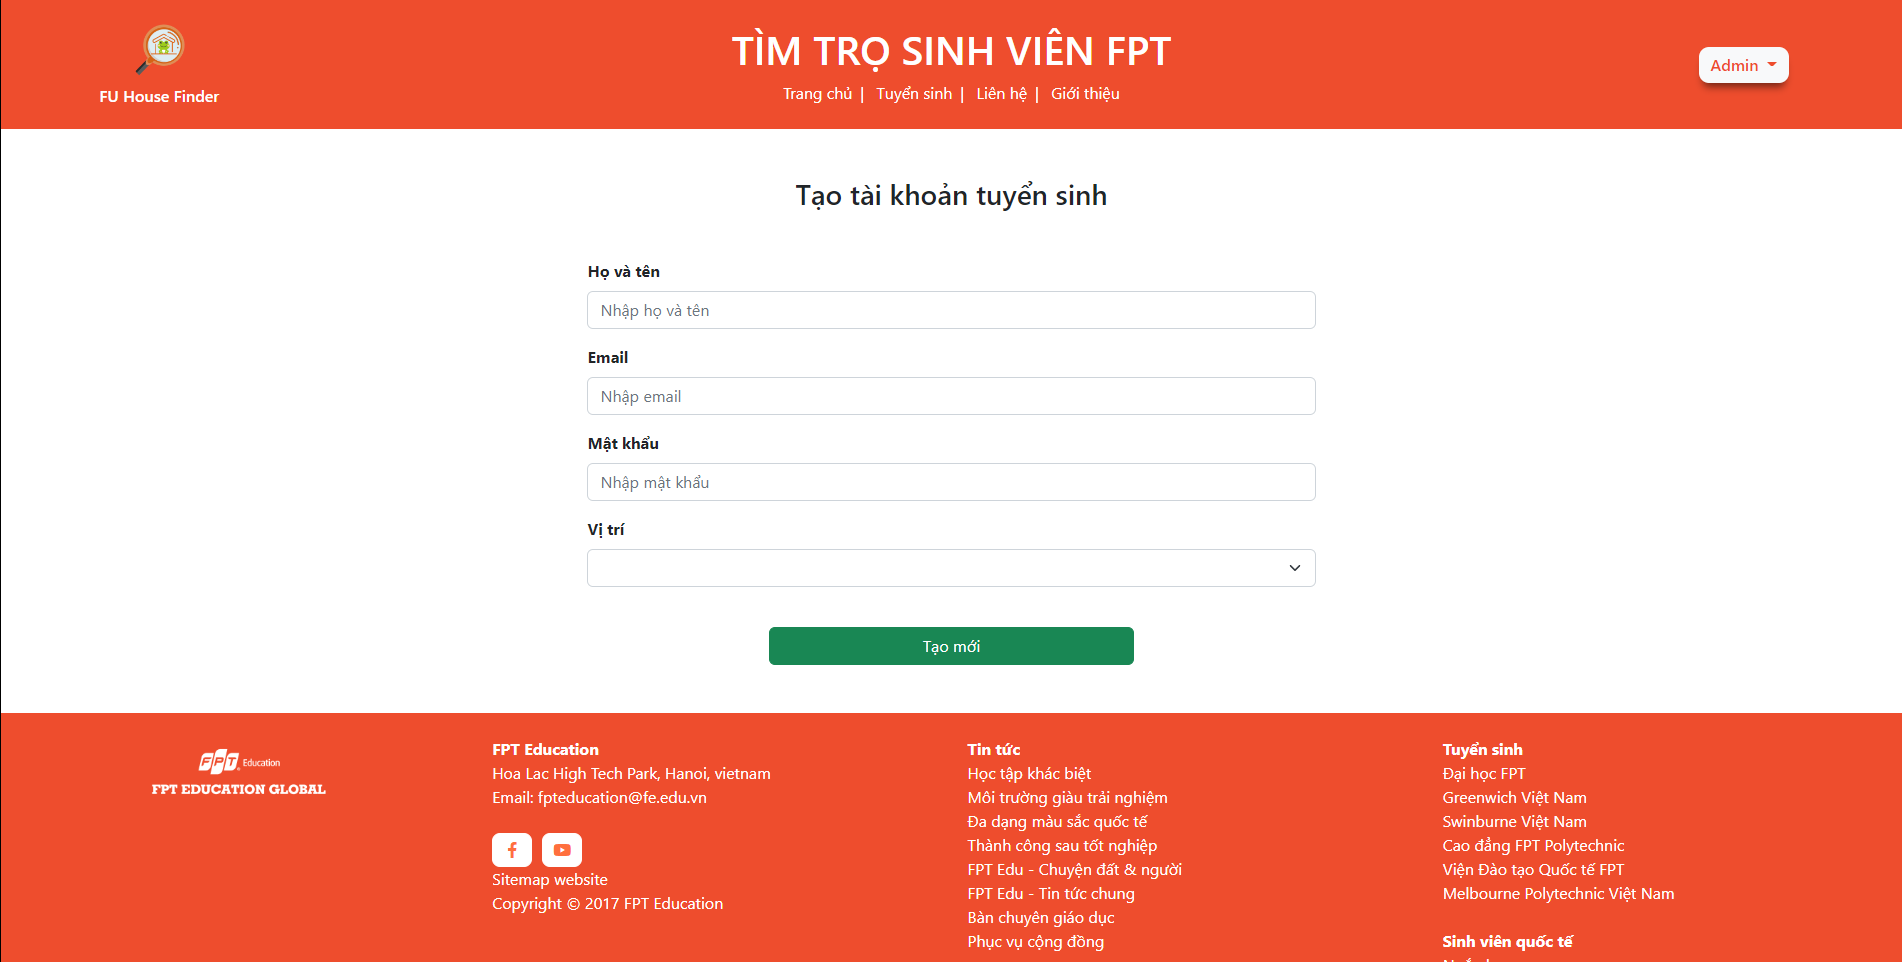 FU House Finder
TÌM TRỌ SINH VIÊN FPT
Trang chủ | Tuyển sinh | Liên hệ | Giới thiệu
Admin
Tạo tài khoản tuyển sinh
Họ và tên
Nhập họ và tên
Email
Nhập email
Mật khẩu
Nhập mật khẩu
Vị trí
Tạo mới
FPT Education
FPT EDUCATION GLOBAL
FPT Education
Hoa Lac High Tech Park, Hanoi, vietnam
Email: fpteducation@fe.edu.vn
Sitemap website
Copyright © 2017 FPT Education
Tin tức
Học tập khác biệt
Môi trường giàu trải nghiệm
Đa dạng màu sắc quốc tế
Thành công sau tốt nghiệp
FPT Edu - Chuyện đất & người
FPT Edu - Tin tức chung
Bàn chuyên giáo dục
Phục vụ cộng đồng
Tuyển sinh
Đại học FPT
Greenwich Việt Nam
Swinburne Việt Nam
Cao đẳng FPT Polytechnic
Viện Đào tạo Quốc tế FPT
Melbourne Polytechnic Việt Nam
Sinh viên quốc tế